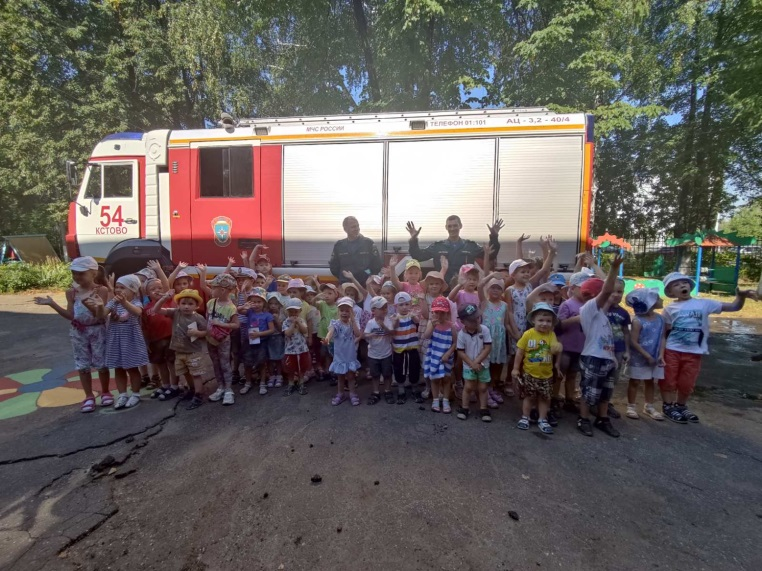 МЧС РОССИИ
ТЕЛЕФОН 01;101
АЦ - 3,2 - 40/4
54
КСТОВО